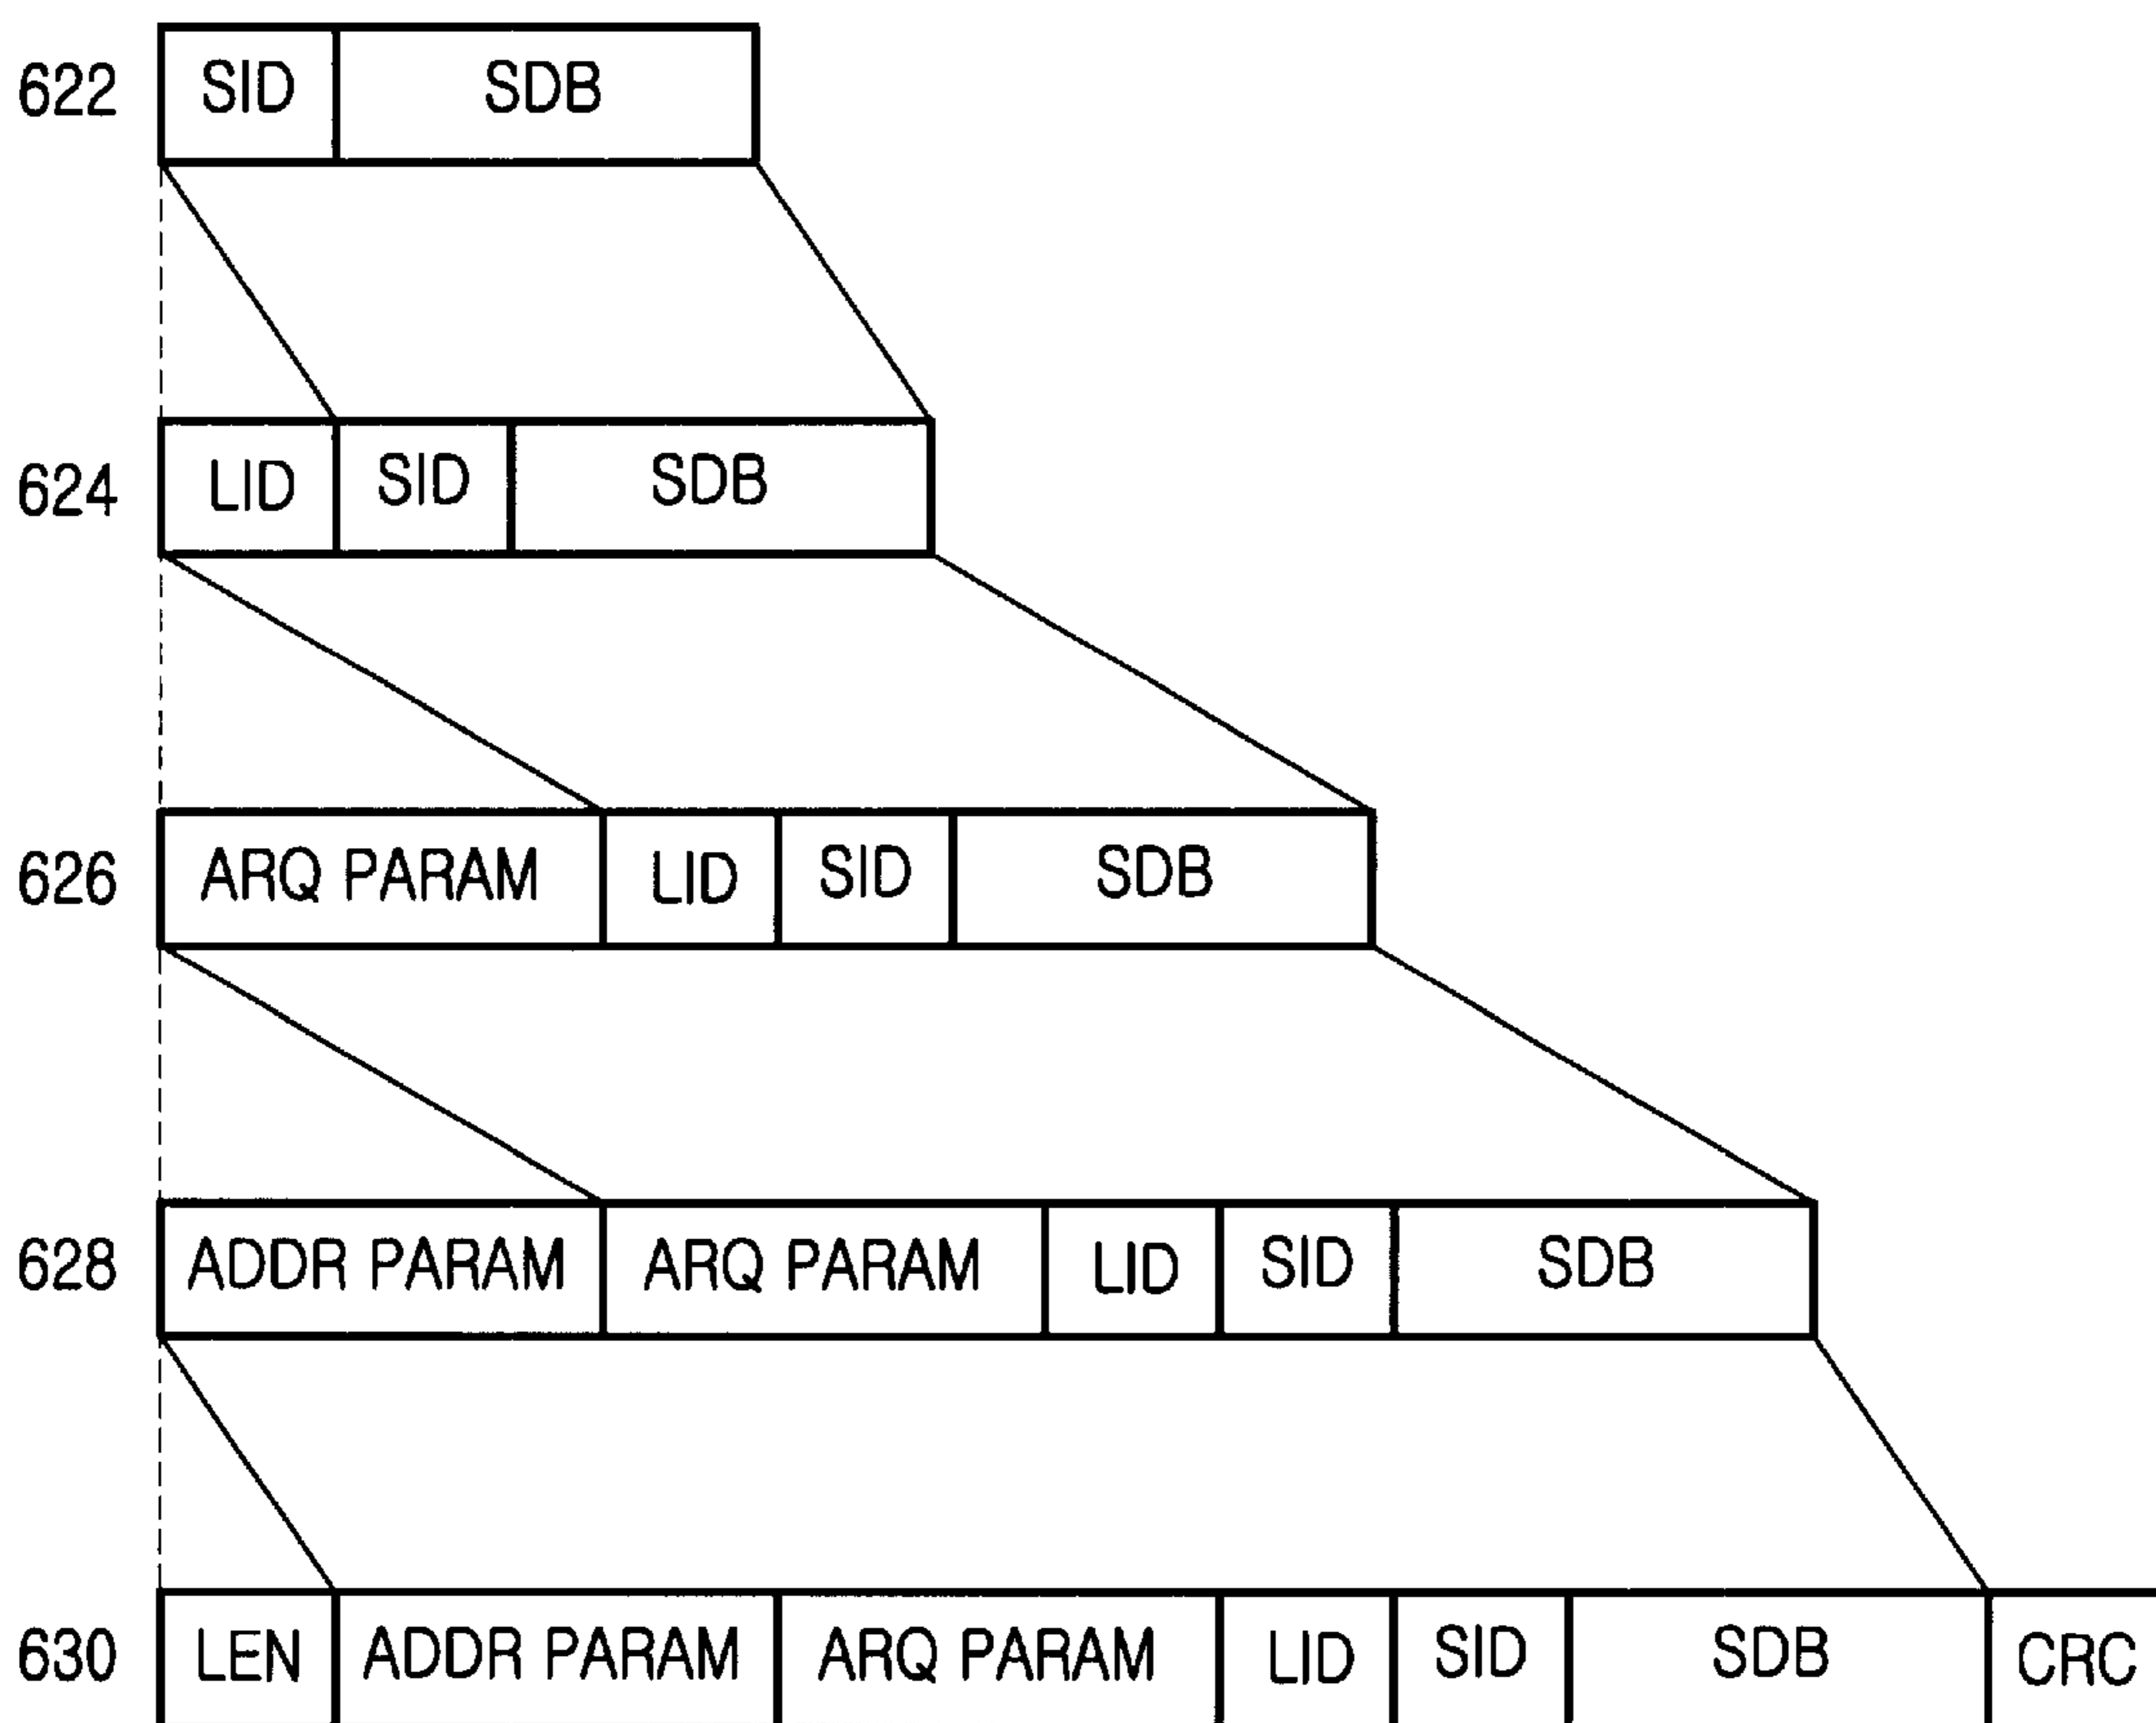 622 SID SDB
624 LID SID SDB
626 ARQ PARAM LID SID SDB
628 ADDR PARAM ARQ PARAM LID SID SDB
630 LEN ADDR PARAM ARQ PARAM LID SID SDB CRC